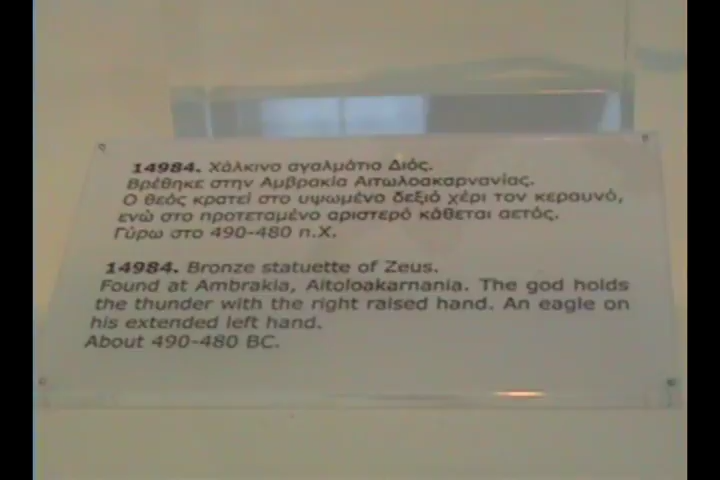 14984. Χάλκινο αγαλμάτιο Διός.
Βρέθηκε στην Αμβρακία Αιτωλοακαρνανίας.
Ο θεός κρατεί στο υψωμένο δεξιό χέρι τον κεραυνό,
ενώ στο προτεταμένο αριστερό κάθεται αετός.
Γύρω στο 490-480 π.Χ.
14984. Bronze statuette of Zeus.
Found at Ambrakia, Aitoloakarnania. The god holds
the thunder with the right raised hand. An eagle on
his extended left hand.
About 490-480 BC.